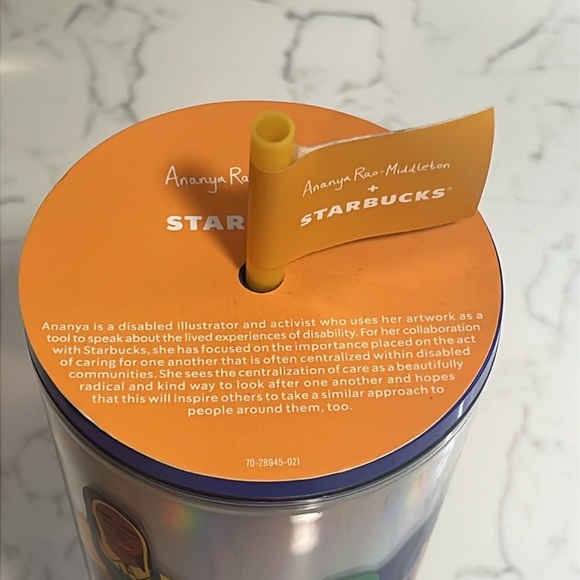 Ananya Ra
STAR
Ananya Rao-Middleton
+
STARBUCKS®
Ananya is a disabled illustrator and activist who uses her artwork as a
tool to speak about the lived experiences of disability. For her collaboration
with Starbucks, she has focused on the importance placed on the act
of caring for one another that is often centralized within disabled
communities. She sees the centralization of care as a beautifully
radical and kind way to look after one another and hopes
that this will inspire others to take a similar approach to
people around them, too.
70-28945-021